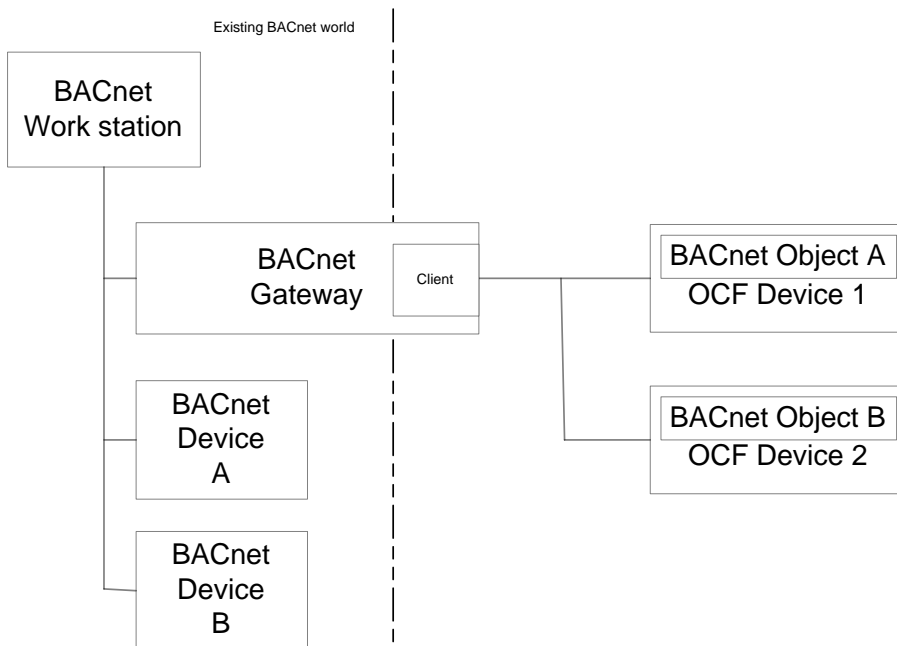 Existing BACnet world
BACnet
Work station
BACnet
Gateway
Client
BACnet Object A
OCF Device 1
BACnet
Device
A
BACnet Object B
OCF Device 2
BACnet
Device
B